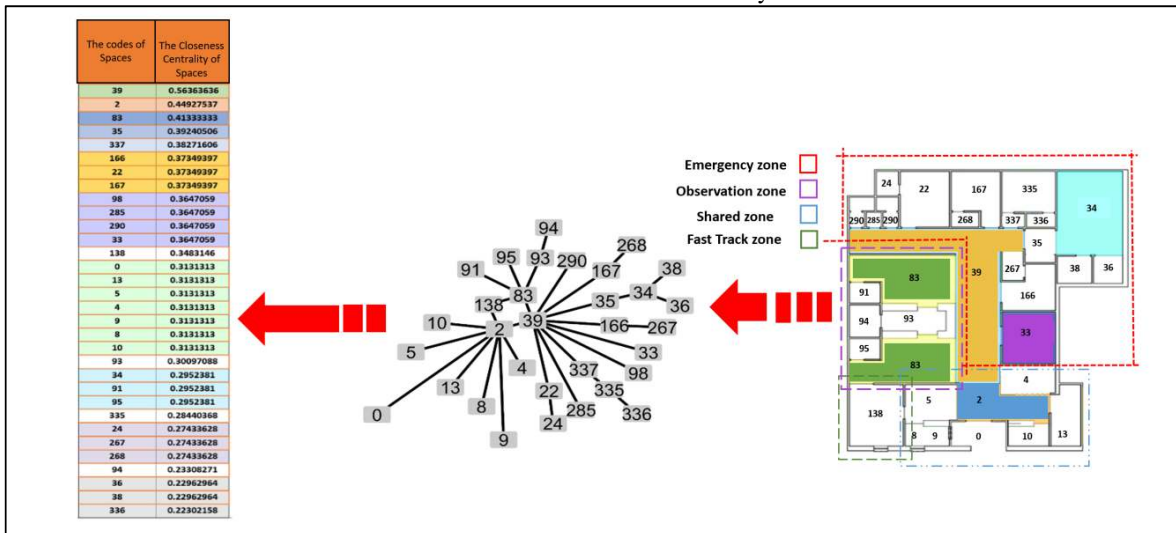 The codes of Spaces The Closeness Centrality of Spaces
39 0.56363636
2 0.44927537
83 0.41333333
35 0.39240506
337 0.38271606
166 0.37349397
22 0.37349397
167 0.37349397
98 0.3647059
285 0.3647059
290 0.3647059
33 0.3647059
138 0.3483146
0 0.3131313
13 0.3131313
5 0.3131313
4 0.3131313
9 0.3131313
8 0.3131313
10 0.3131313
93 0.30097088
34 0.2952381
91 0.2952381
95 0.2952381
335 0.28440368
24 0.27433628
267 0.27433628
268 0.27433628
94 0.23308271
36 0.22962964
38 0.22962964
336 0.22302158
94
95 93 290 268
91 167 38
138 83 35 34 36
10 2 39 166 267
5 33
4 337 98
13 22 335
0 8 285 336
9 24
Emergency zone
Observation zone
Shared zone
Fast Track zone
24 22 167 335 34
290 285 290 268 337 336
35
83 39 267 38 36
91 166
94 93 33
95
83 4
138 5 2
8 9 0 10 13